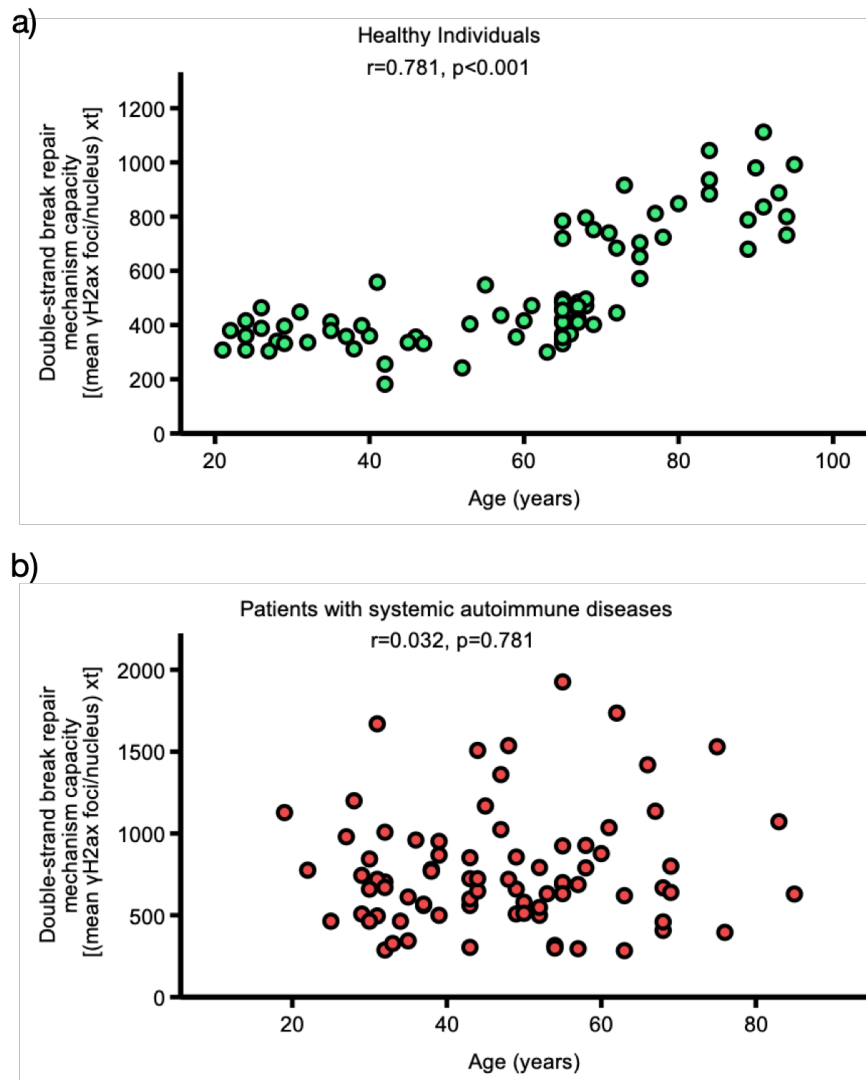 a)
Healthy Individuals
r=0.781, p<0.001
Double-strand break repair
mechanism capacity
[(mean γH2ax foci/nucleus) xt]
1200
1000
800
600
400
200
0
20 40 60 80 100
Age (years)
b)
Patients with systemic autoimmune diseases
r=0.032, p=0.781
Double-strand break repair
mechanism capacity
[(mean γH2ax foci/nucleus) xt]
2000
1500
1000
500
0
20 40 60 80
Age (years)